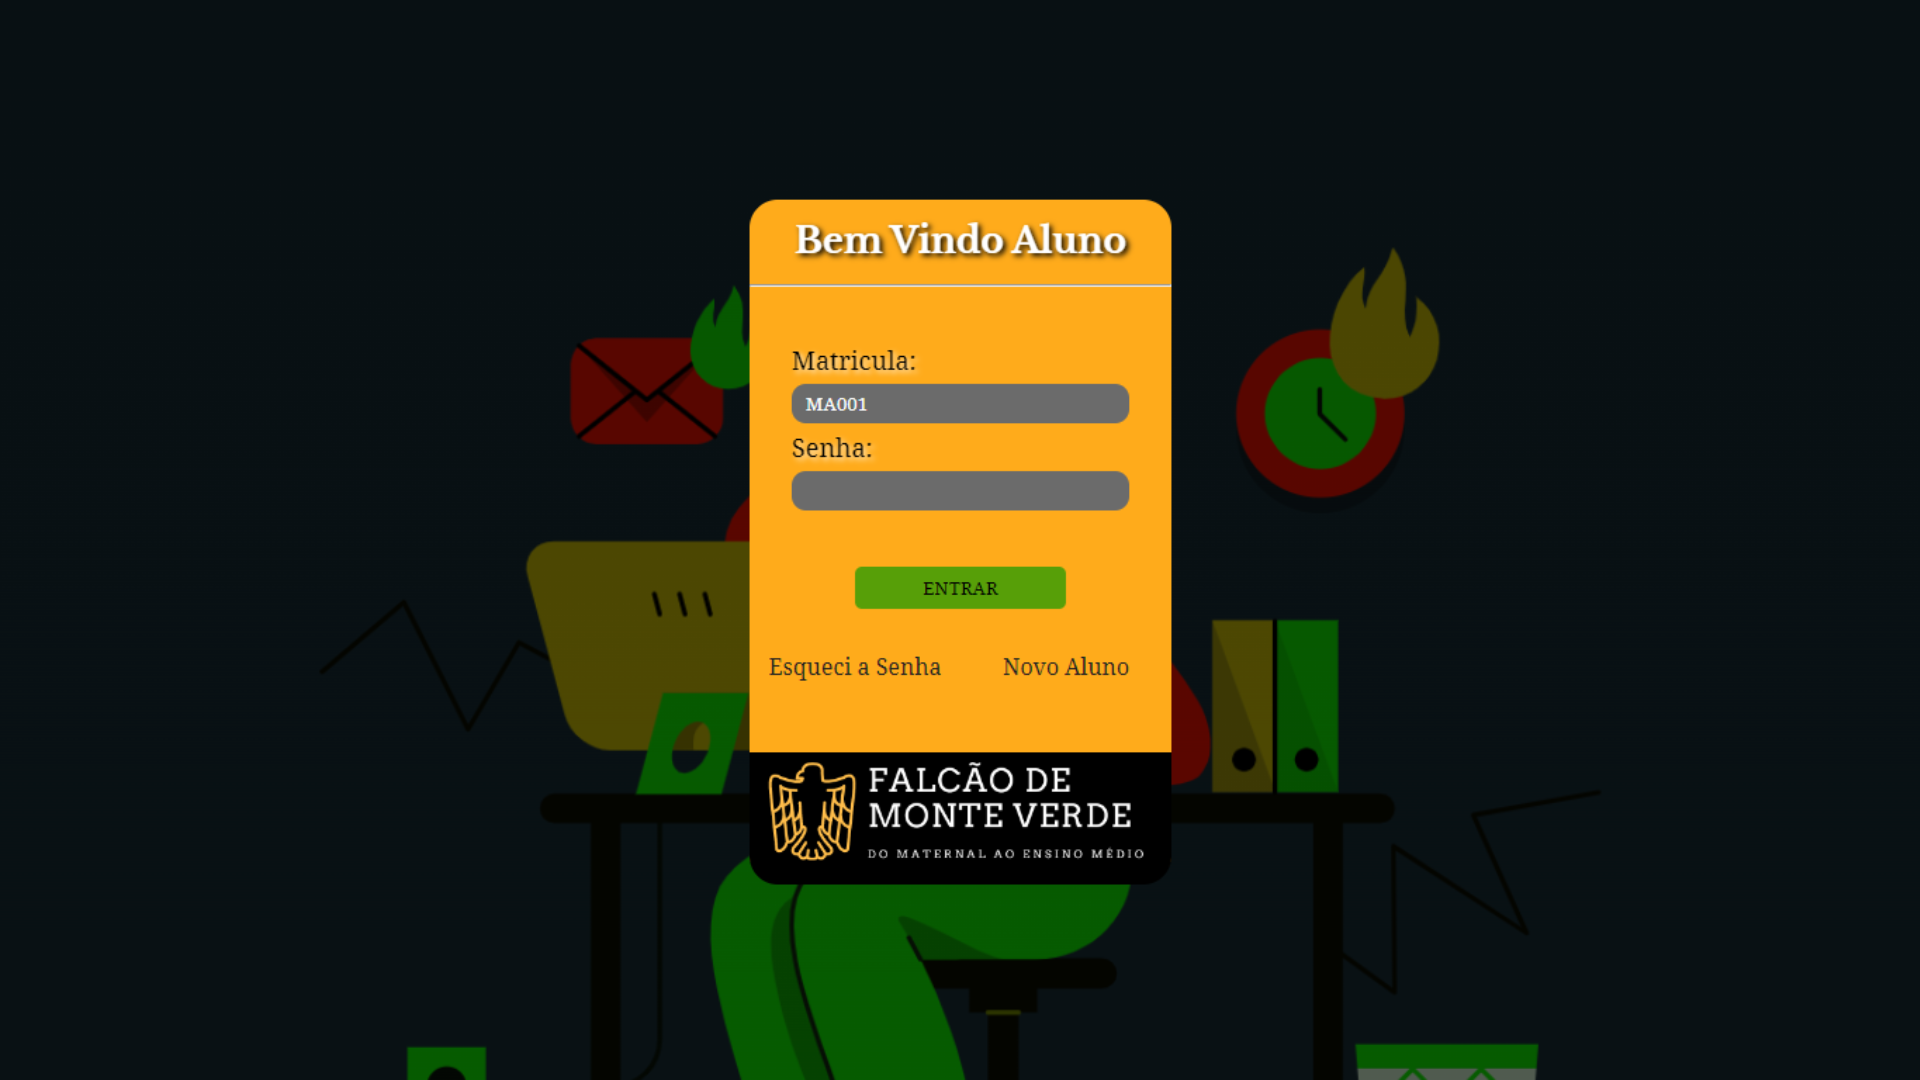 Bem Vindo Aluno
Matricula:
MA001
Senha:
ENTRAR
Esqueci a Senha Novo Aluno
FALCÃO DE
MONTE VERDE
DO MATERNAL AO ENSINO MÉDIO